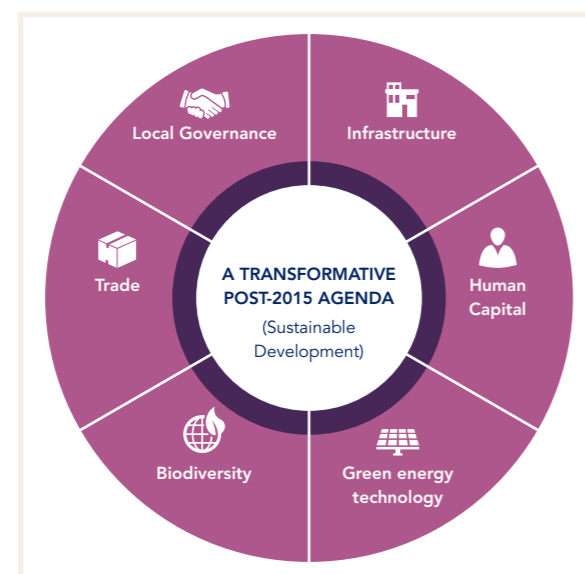 Local Governance
Infrastructure
Trade
A TRANSFORMATIVE
POST-2015 AGENDA
(Sustainable
Development)
Human
Capital
Biodiversity
Green energy
technology